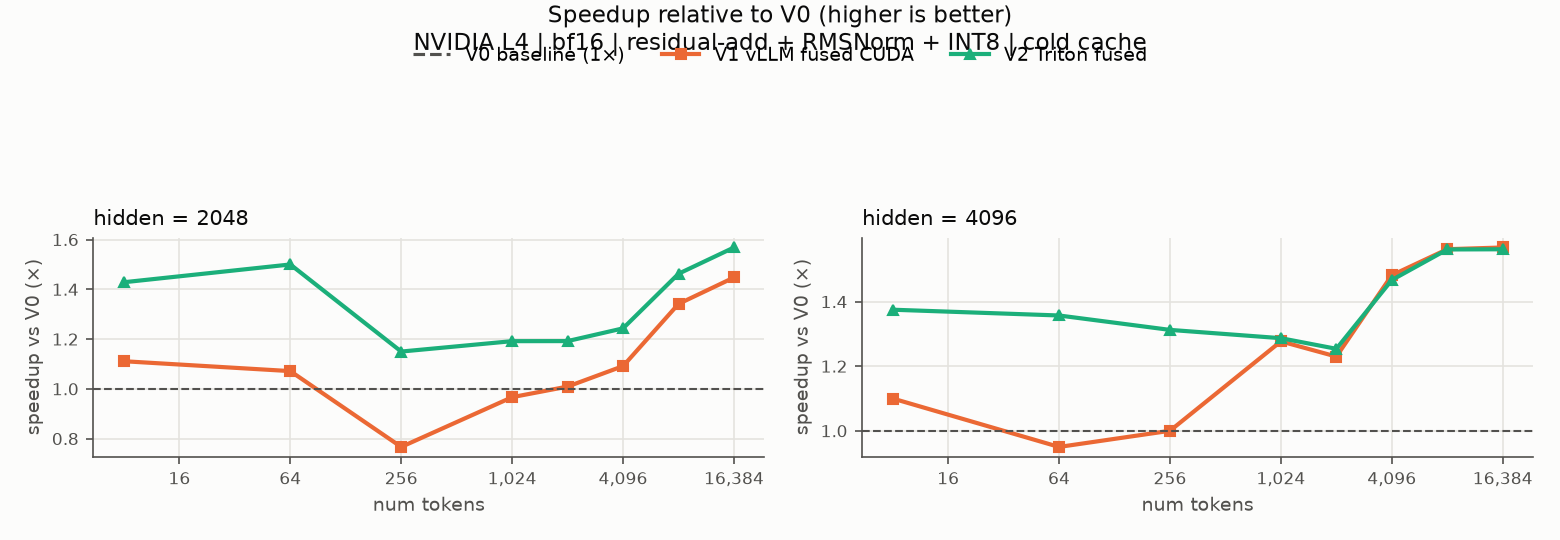 Speedup relative to V0 (higher is better)
NVIDIA L4 | bf16 | residual-add + RMSNorm + INT8 | cold cache
V0 baseline (1×) V1 vLLM fused CUDA V2 Triton fused
hidden = 2048
speedup vs V0 (×)
1.6
1.4
1.2
1.0
0.8
16 64 256 1,024 4,096 16,384
num tokens
hidden = 4096
speedup vs V0 (×)
1.4
1.2
1.0
16 64 256 1,024 4,096 16,384
num tokens